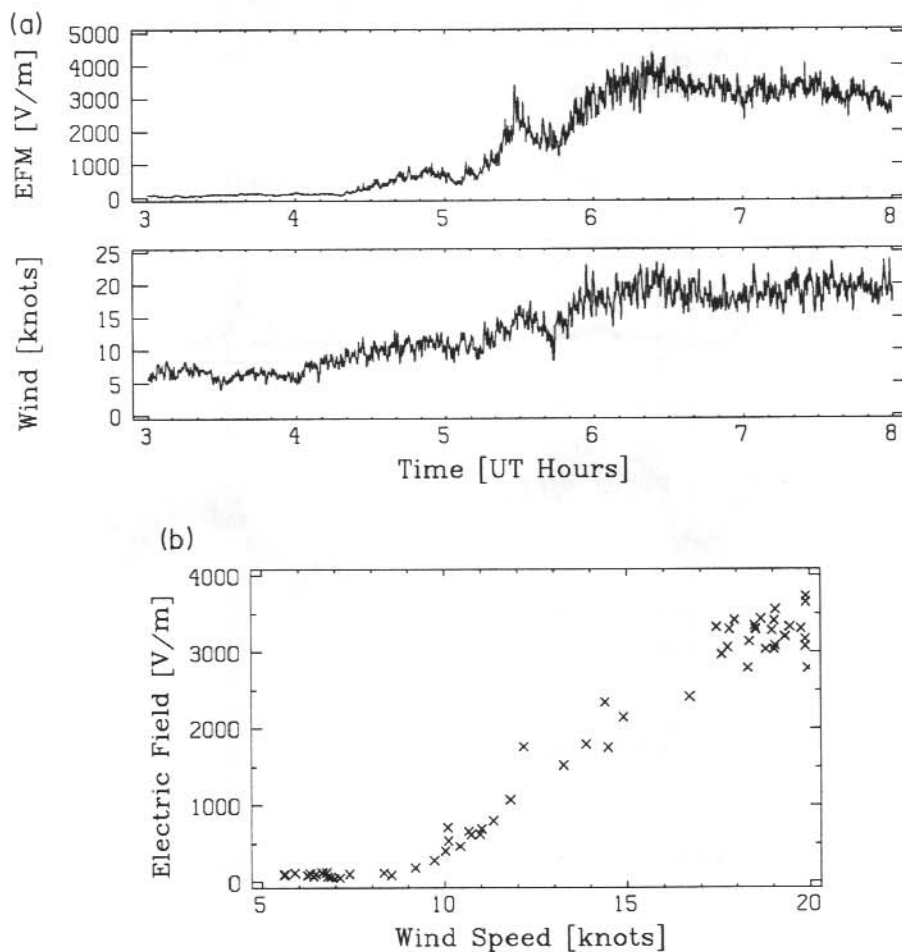 (a)
EFM [V/m]
5000
4000
3000
2000
1000
0
3 4 5 6 7 8
Wind [knots]
25
20
15
10
5
0
3 4 5 6 7 8
Time [UT Hours]
(b)
Electric Field [V/m]
4000
3000
2000
1000
0
5 10 15 20
Wind Speed [knots]